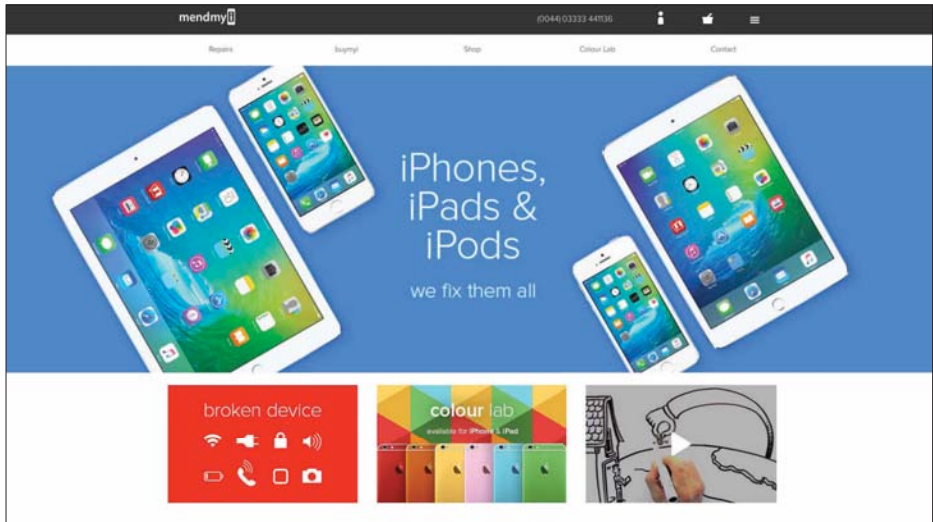 mendmyi
(0044) 03333 441136
Repairs
buymyi
Shop
Colour Lab
Contact
iPhones,
iPads &
iPods
we fix them all
broken device
colour lab
available for iPhone & iPad